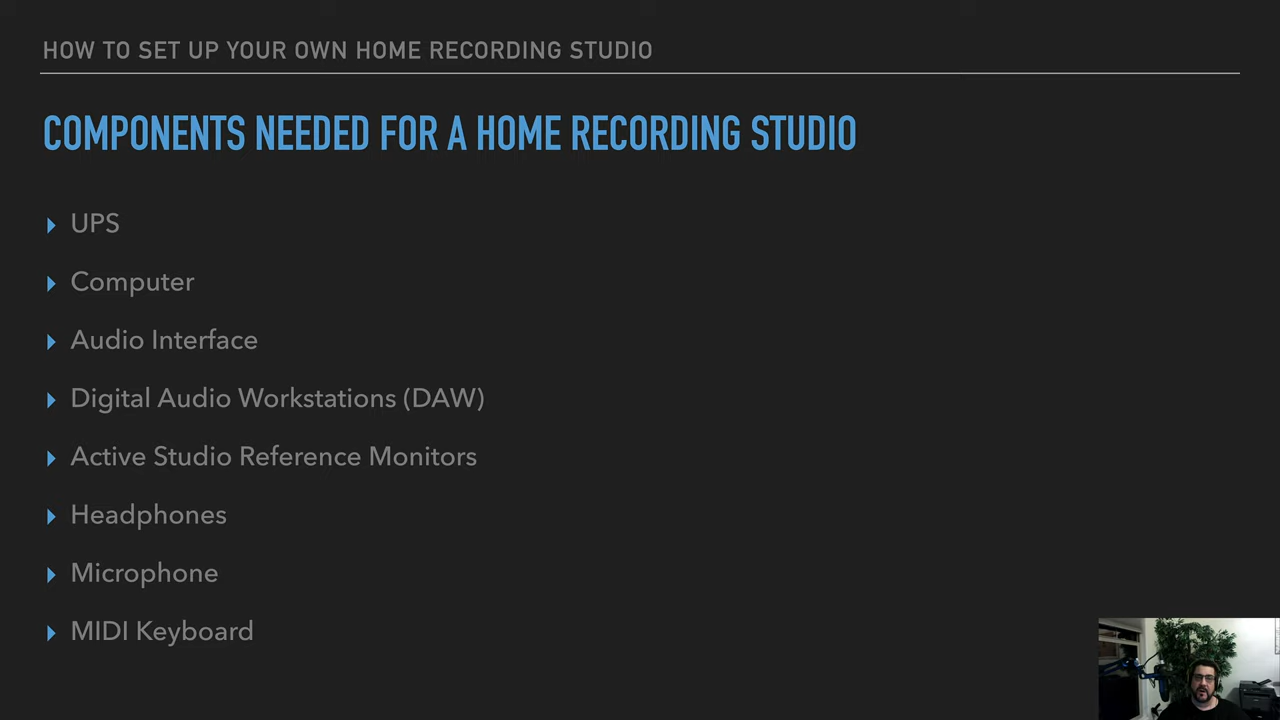 HOW TO SET UP YOUR OWN HOME RECORDING STUDIO
COMPONENTS NEEDED FOR A HOME RECORDING STUDIO
UPS
Computer
Audio Interface
Digital Audio Workstations (DAW)
Active Studio Reference Monitors
Headphones
Microphone
MIDI Keyboard